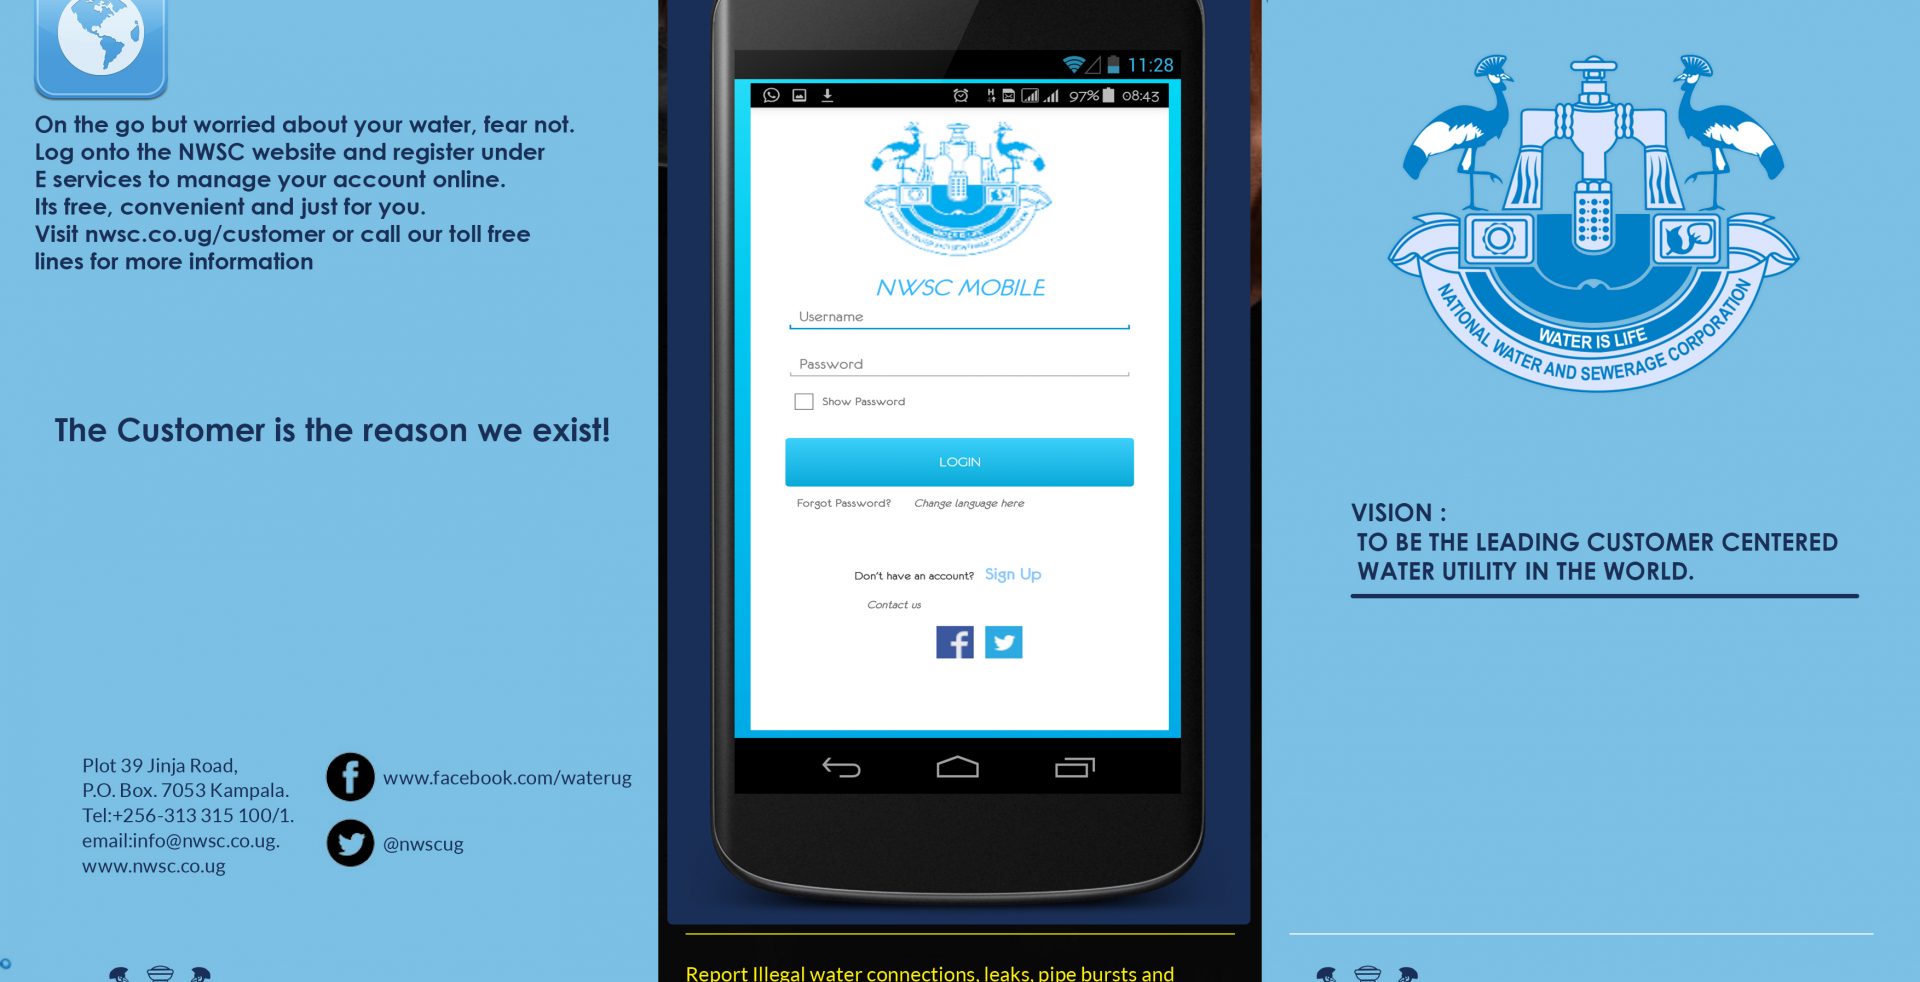 On the go but worried about your water, fear not.
Log onto the NWSC website and register under
E services to manage your account online.
Its free, convenient and just for you.
Visit nwsc.co.ug/customer or call our toll free
lines for more information
The Customer is the reason we exist!
Plot 39 Jinja Road,
P.O. Box. 7053 Kampala.
Tel:+256-313 315 100/1.
email:info@nwsc.co.ug.
www.nwsc.co.ug
www.facebook.com/waterug
@nwscug
11:28
97% 08:43
WATER IS LIFE
NWSC MOBILE
Username
Password
Show Password
LOGIN
Forgot Password? Change language here
Don't have an account? Sign Up
Contact us
Report Illegal water connections, leaks, pipe bursts and
WATER IS LIFE
NATIONAL WATER AND SEWERAGE CORPORATION
VISION :
TO BE THE LEADING CUSTOMER CENTERED
WATER UTILITY IN THE WORLD.